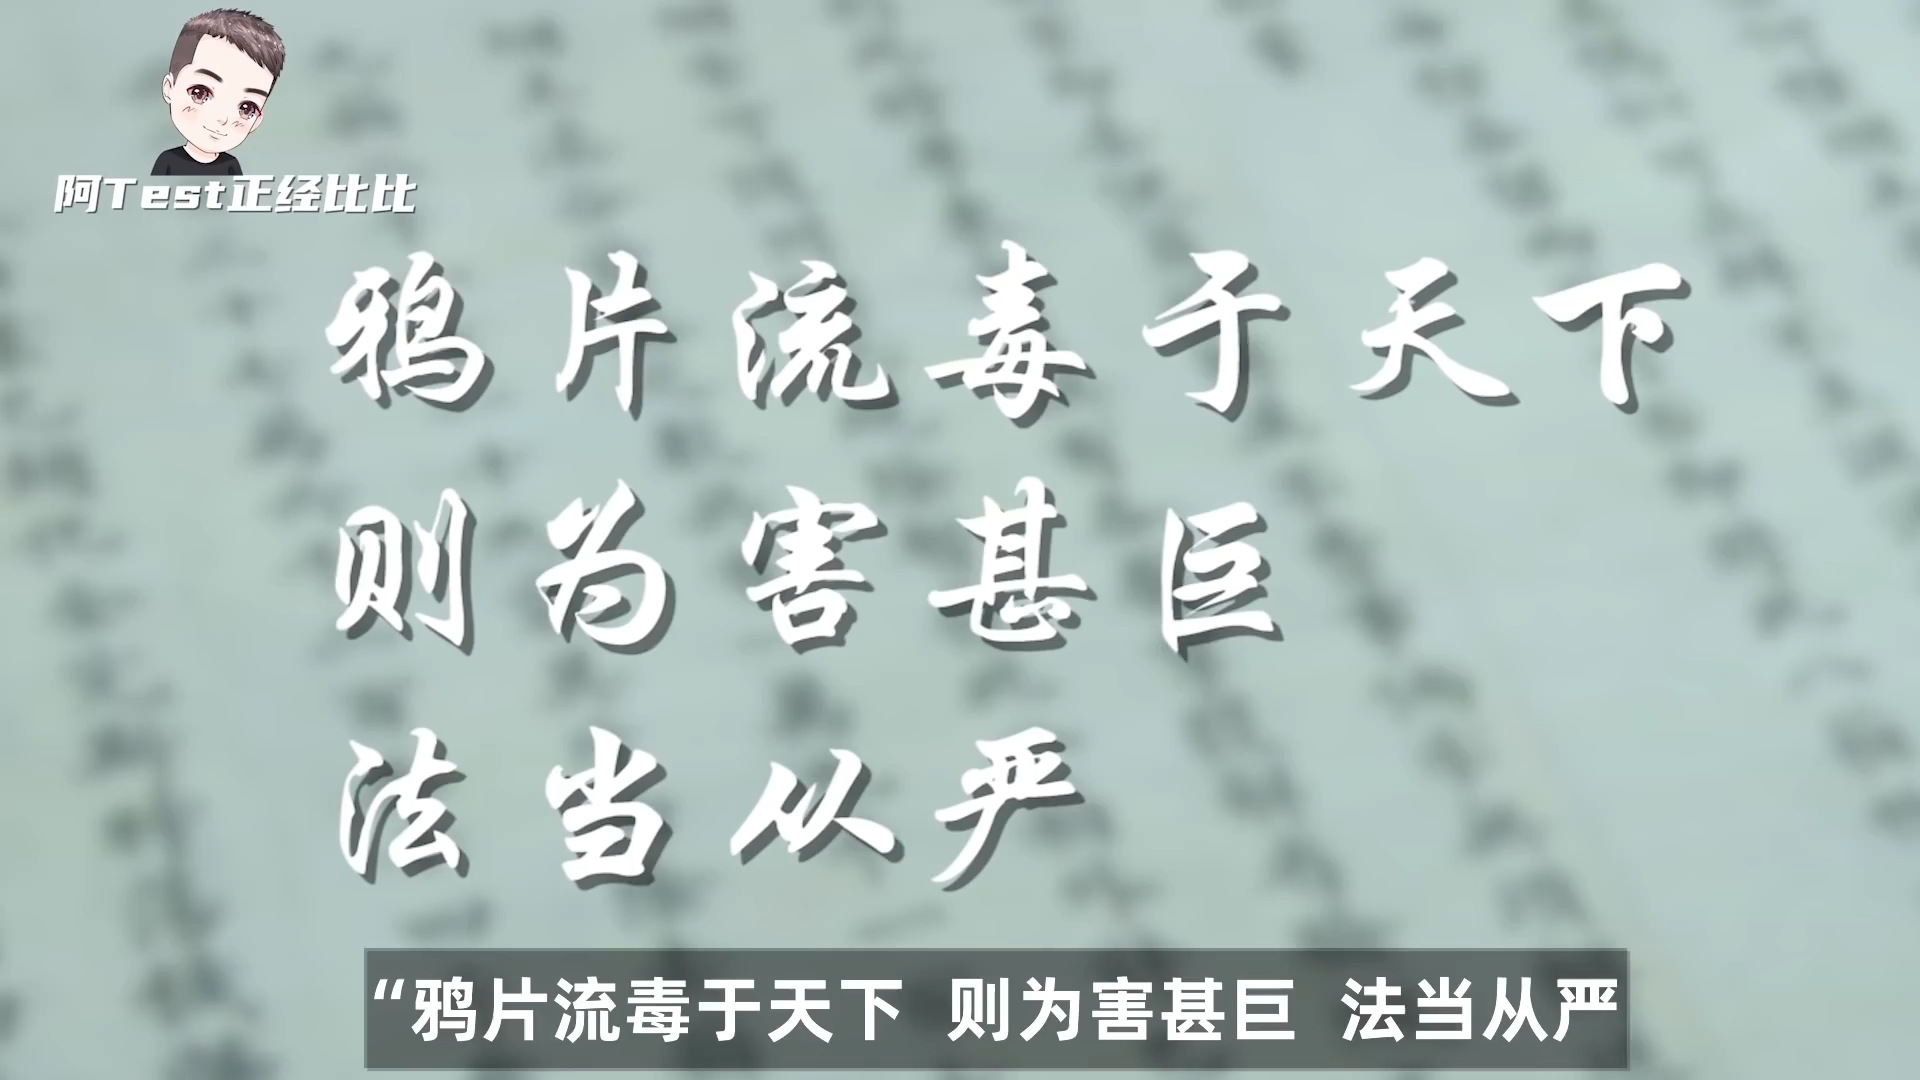 阿Test正经比比
鸦片流毒于天下
则为害甚巨
法当从严
“鸦片流毒于天下 则为害甚巨 法当从严